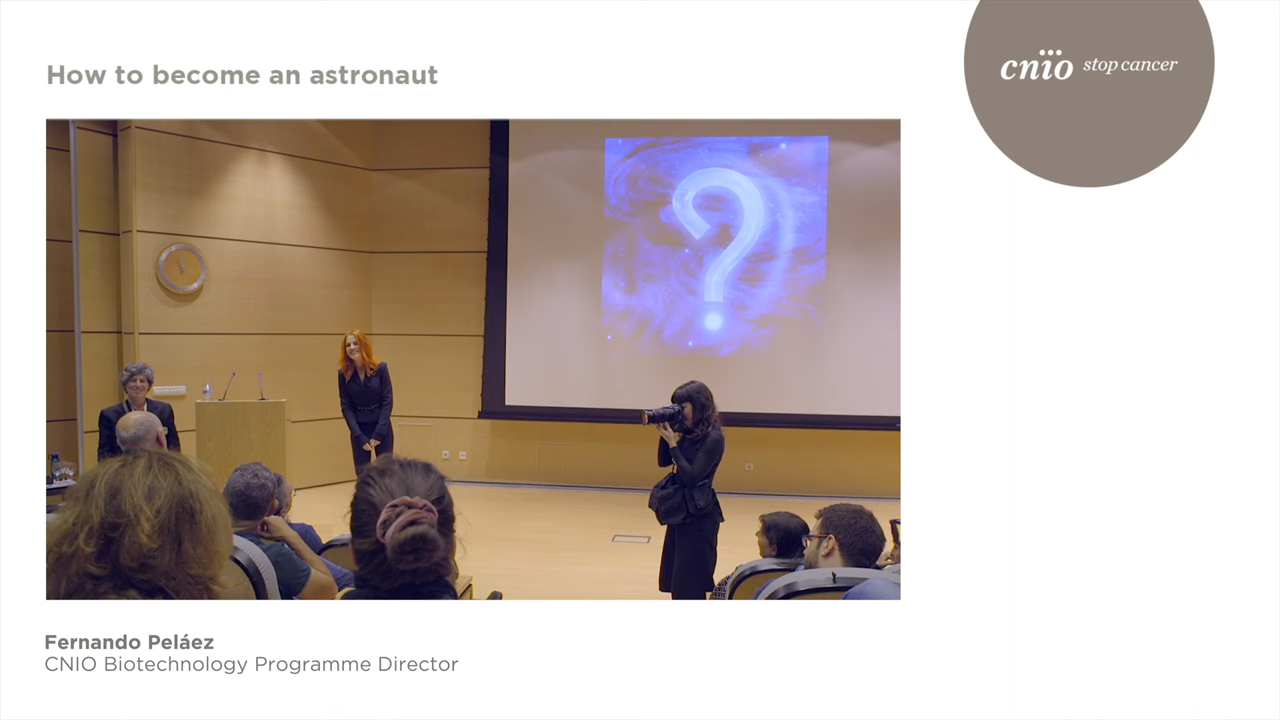 How to become an astronaut
cnio stop cancer
?
Fernando Peláez
CNIO Biotechnology Programme Director